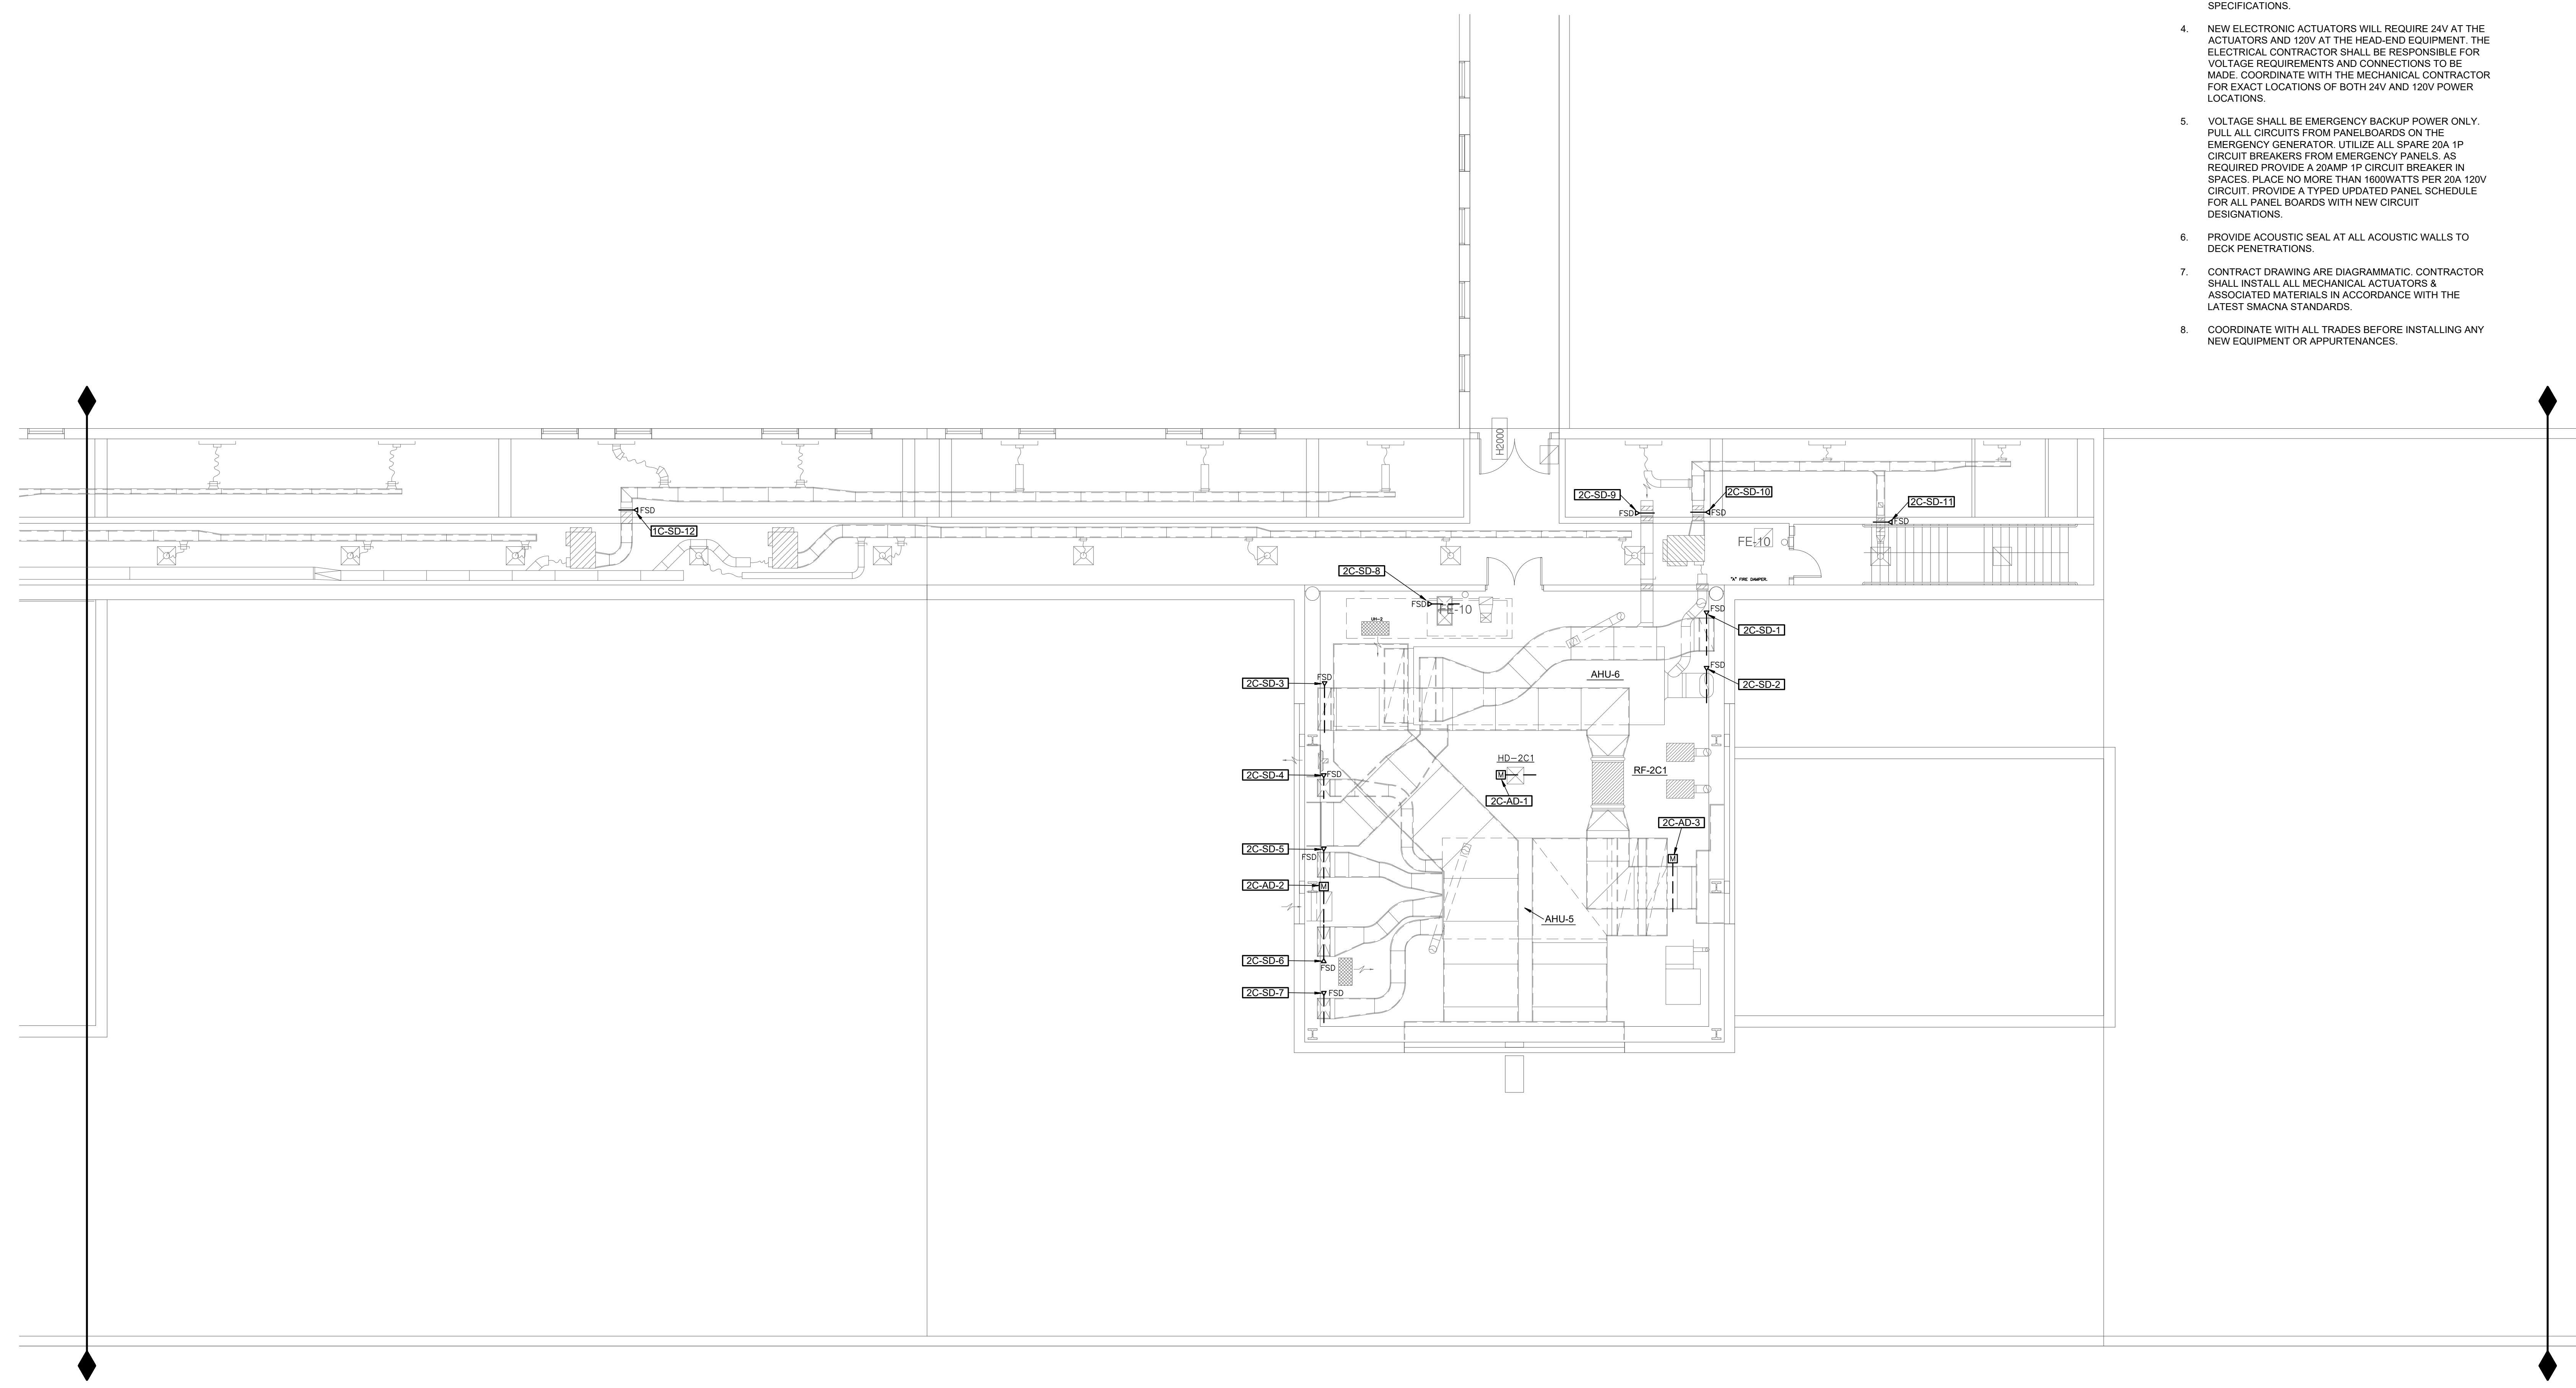 SPECIFICATIONS.
4. NEW ELECTRONIC ACTUATORS WILL REQUIRE 24V AT THE
ACTUATORS AND 120V AT THE HEAD-END EQUIPMENT. THE
ELECTRICAL CONTRACTOR SHALL BE RESPONSIBLE FOR
VOLTAGE REQUIREMENTS AND CONNECTIONS TO BE
MADE. COORDINATE WITH THE MECHANICAL CONTRACTOR
FOR EXACT LOCATIONS OF BOTH 24V AND 120V POWER
LOCATIONS.
5. VOLTAGE SHALL BE EMERGENCY BACKUP POWER ONLY.
PULL ALL CIRCUITS FROM PANELBOARDS ON THE
EMERGENCY GENERATOR. UTILIZE ALL SPARE 20A 1P
CIRCUIT BREAKERS FROM EMERGENCY PANELS. AS
REQUIRED PROVIDE A 20AMP 1P CIRCUIT BREAKER IN
SPACES. PLACE NO MORE THAN 1600WATTS PER 20A 120V
CIRCUIT. PROVIDE A TYPED UPDATED PANEL SCHEDULE
FOR ALL PANEL BOARDS WITH NEW CIRCUIT
DESIGNATIONS.
6. PROVIDE ACOUSTIC SEAL AT ALL ACOUSTIC WALLS TO
DECK PENETRATIONS.
7. CONTRACT DRAWING ARE DIAGRAMMATIC. CONTRACTOR
SHALL INSTALL ALL MECHANICAL ACTUATORS &
ASSOCIATED MATERIALS IN ACCORDANCE WITH THE
LATEST SMACNA STANDARDS.
8. COORDINATE WITH ALL TRADES BEFORE INSTALLING ANY
NEW EQUIPMENT OR APPURTENANCES.
H2000
2C-SD-9
FSD
2C-SD-10
FSD
2C-SD-11
FSD
FSD
1C-SD-12
FE-10
"A" FIRE DAMPER.
2C-SD-8
FSD
FE-10
UH-2
FSD
2C-SD-1
FSD
2C-SD-2
AHU-6
2C-SD-3
FSD
2C-SD-4
FSD
HD-2C1
M
2C-AD-1
RF-2C1
2C-AD-3
M
2C-SD-5
FSD
2C-AD-2
M
AHU-5
2C-SD-6
FSD
2C-SD-7
FSD